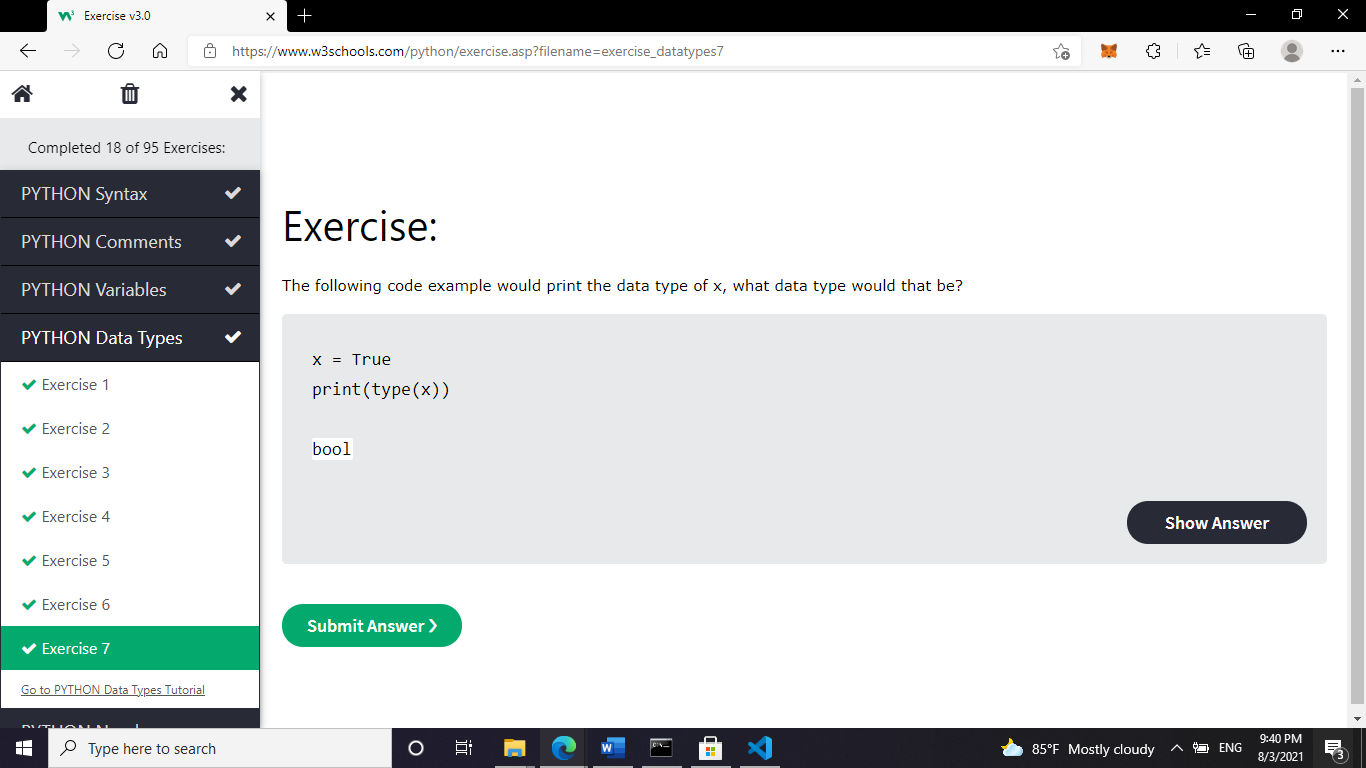 Exercise v3.0
https://www.w3schools.com/python/exercise.asp?filename=exercise_datatypes7
Completed 18 of 95 Exercises:
PYTHON Syntax
PYTHON Comments
PYTHON Variables
PYTHON Data Types
Exercise 1
Exercise 2
Exercise 3
Exercise 4
Exercise 5
Exercise 6
Exercise 7
Go to PYTHON Data Types Tutorial
Exercise:
The following code example would print the data type of x, what data type would that be?
x = True
print(type(x))
bool
Show Answer
Submit Answer ❯
Type here to search
85°F Mostly cloudy
ENG
9:40 PM
8/3/2021
3